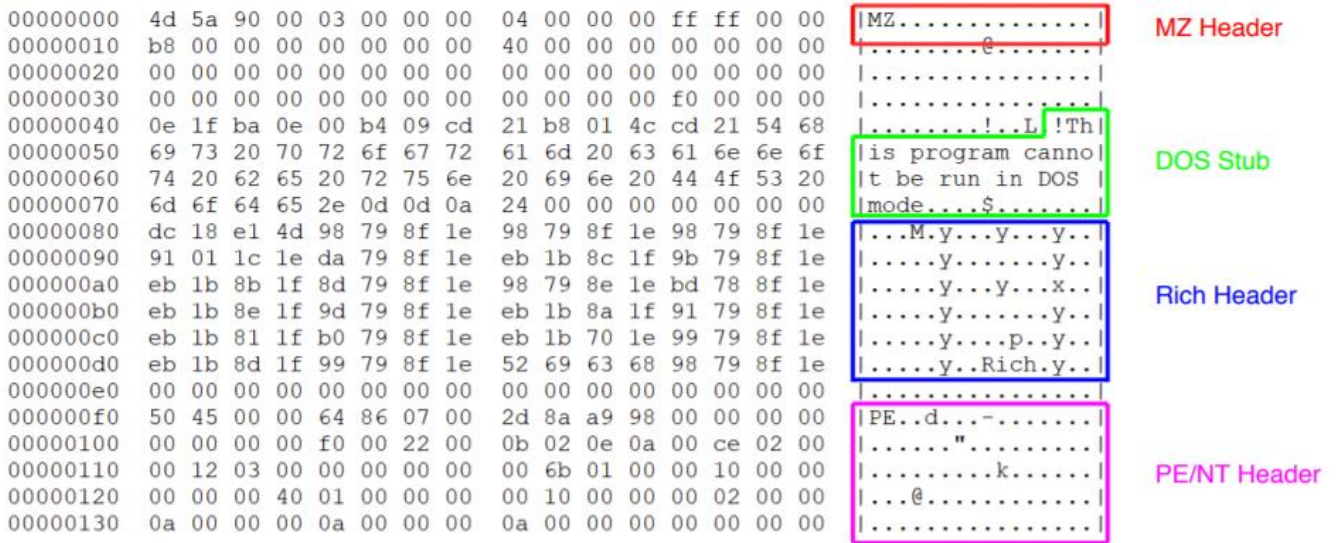 00000000  4d 5a 90 00 03 00 00 00  04 00 00 00 ff ff 00 00  |MZ..............| MZ Header
00000010  b8 00 00 00 00 00 00 00  40 00 00 00 00 00 00 00  |........@.......|
00000020  00 00 00 00 00 00 00 00  00 00 00 00 00 00 00 00  |................|
00000030  00 00 00 00 00 00 00 00  00 00 00 00 f0 00 00 00  |................|
00000040  0e 1f ba 0e 00 b4 09 cd  21 b8 01 4c cd 21 54 68  |........!..L.!Th|
00000050  69 73 20 70 72 6f 67 72  61 6d 20 63 61 6e 6e 6f  |is program canno| DOS Stub
00000060  74 20 62 65 20 72 75 6e  20 69 6e 20 44 4f 53 20  |t be run in DOS |
00000070  6d 6f 64 65 2e 0d 0d 0a  24 00 00 00 00 00 00 00  |mode....$.......|
00000080  dc 18 e1 4d 98 79 8f 1e  98 79 8f 1e 98 79 8f 1e  |...M.y...y...y..|
00000090  91 01 1c 1e da 79 8f 1e  eb 1b 8c 1f 9b 79 8f 1e  |.....y.......y..|
000000a0  eb 1b 8b 1f 8d 79 8f 1e  98 79 8e 1e bd 78 8f 1e  |.....y...y...x..| Rich Header
000000b0  eb 1b 8e 1f 9d 79 8f 1e  eb 1b 8a 1f 91 79 8f 1e  |.....y.......y..|
000000c0  eb 1b 81 1f b0 79 8f 1e  eb 1b 70 1e 99 79 8f 1e  |.....y....p..y..|
000000d0  eb 1b 8d 1f 99 79 8f 1e  52 69 63 68 98 79 8f 1e  |.....y..Rich.y..|
000000e0  00 00 00 00 00 00 00 00  00 00 00 00 00 00 00 00  |................|
000000f0  50 45 00 00 64 86 07 00  2d 8a a9 98 00 00 00 00  |PE..d...-.......|
00000100  00 00 00 00 f0 00 22 00  0b 02 0e 0a 00 ce 02 00  |......".........|
00000110  00 12 03 00 00 00 00 00  00 6b 01 00 00 10 00 00  |.........k......| PE/NT Header
00000120  00 00 00 40 01 00 00 00  00 10 00 00 00 02 00 00  |...@............|
00000130  0a 00 00 00 0a 00 00 00  0a 00 00 00 00 00 00 00  |................|